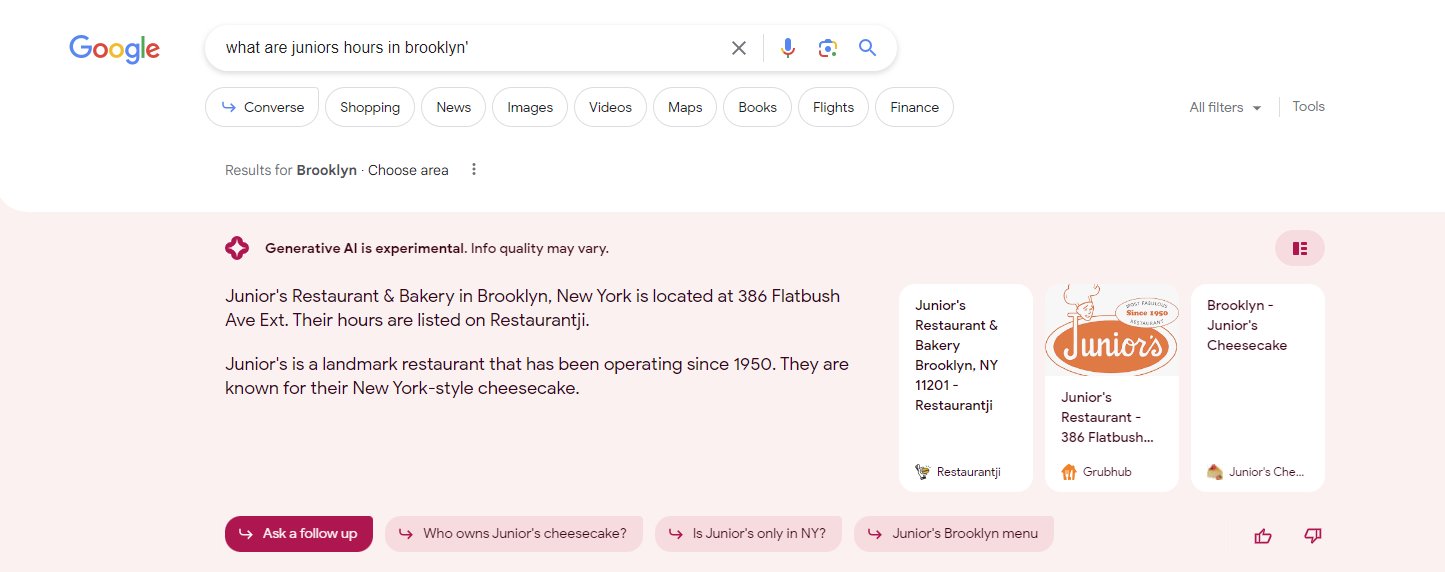 Google
what are juniors hours in brooklyn'
Converse
Shopping
News
Images
Videos
Maps
Books
Flights
Finance
All filters
Tools
Results for Brooklyn · Choose area
Generative AI is experimental. Info quality may vary.
Junior's Restaurant & Bakery in Brooklyn, New York is located at 386 Flatbush
Ave Ext. Their hours are listed on Restaurantji.
Junior's is a landmark restaurant that has been operating since 1950. They are
known for their New York-style cheesecake.
Junior's
Restaurant &
Bakery
Brooklyn, NY
11201 -
Restaurantji
Restaurantji
MOST FABULOUS
Since 1950
RESTAURANT
Junior's
Junior's
Restaurant -
386 Flatbush...
Grubhub
Brooklyn -
Junior's
Cheesecake
Junior's Che...
Ask a follow up
Who owns Junior's cheesecake?
Is Junior's only in NY?
Junior's Brooklyn menu